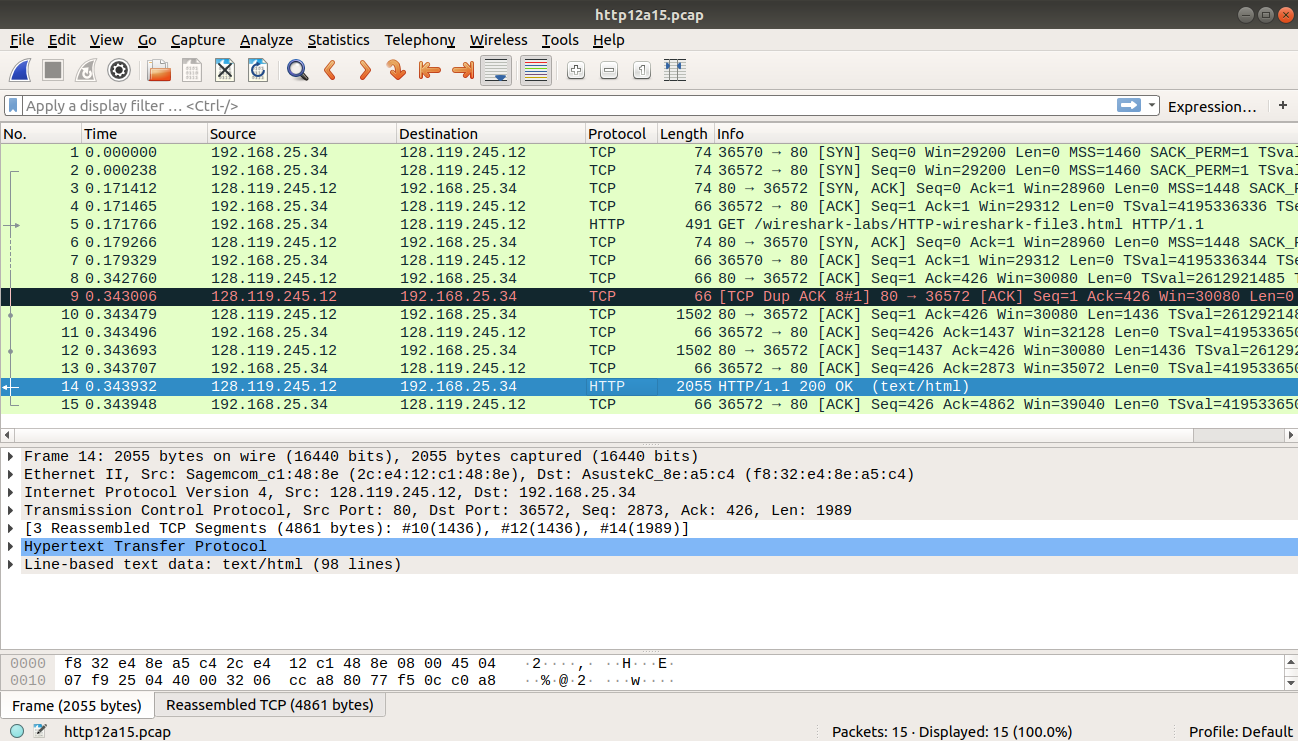 http12a15.pcap
File Edit View Go Capture Analyze Statistics Telephony Wireless Tools Help
Apply a display filter … <Ctrl-/> Expression… +
No. Time Source Destination Protocol Length Info
1 0.000000 192.168.25.34 128.119.245.12 TCP 74 36570 → 80 [SYN] Seq=0 Win=29200 Len=0 MSS=1460 SACK_PERM=1 TSval
2 0.000238 192.168.25.34 128.119.245.12 TCP 74 36572 → 80 [SYN] Seq=0 Win=29200 Len=0 MSS=1460 SACK_PERM=1 TSval
3 0.171412 128.119.245.12 192.168.25.34 TCP 74 80 → 36572 [SYN, ACK] Seq=0 Ack=1 Win=28960 Len=0 MSS=1448 SACK_P
4 0.171465 192.168.25.34 128.119.245.12 TCP 66 36572 → 80 [ACK] Seq=1 Ack=1 Win=29312 Len=0 TSval=4195336336 TSe
5 0.171766 192.168.25.34 128.119.245.12 HTTP 491 GET /wireshark-labs/HTTP-wireshark-file3.html HTTP/1.1
6 0.179266 128.119.245.12 192.168.25.34 TCP 74 80 → 36570 [SYN, ACK] Seq=0 Ack=1 Win=28960 Len=0 MSS=1448 SACK_P
7 0.179329 192.168.25.34 128.119.245.12 TCP 66 36570 → 80 [ACK] Seq=1 Ack=1 Win=29312 Len=0 TSval=4195336344 TSe
8 0.342760 128.119.245.12 192.168.25.34 TCP 66 80 → 36572 [ACK] Seq=1 Ack=426 Win=30080 Len=0 TSval=2612921485 T
9 0.343006 128.119.245.12 192.168.25.34 TCP 66 [TCP Dup ACK 8#1] 80 → 36572 [ACK] Seq=1 Ack=426 Win=30080 Len=0
10 0.343479 128.119.245.12 192.168.25.34 TCP 1502 80 → 36572 [ACK] Seq=1 Ack=426 Win=30080 Len=1436 TSval=261292148
11 0.343496 192.168.25.34 128.119.245.12 TCP 66 36572 → 80 [ACK] Seq=426 Ack=1437 Win=32128 Len=0 TSval=419533650
12 0.343693 128.119.245.12 192.168.25.34 TCP 1502 80 → 36572 [ACK] Seq=1437 Ack=426 Win=30080 Len=1436 TSval=261292
13 0.343707 192.168.25.34 128.119.245.12 TCP 66 36572 → 80 [ACK] Seq=426 Ack=2873 Win=35072 Len=0 TSval=419533650
14 0.343932 128.119.245.12 192.168.25.34 HTTP 2055 HTTP/1.1 200 OK (text/html)
15 0.343948 192.168.25.34 128.119.245.12 TCP 66 36572 → 80 [ACK] Seq=426 Ack=4862 Win=39040 Len=0 TSval=419533650
Frame 14: 2055 bytes on wire (16440 bits), 2055 bytes captured (16440 bits)
Ethernet II, Src: Sagemcom_c1:48:8e (2c:e4:12:c1:48:8e), Dst: AsustekC_8e:a5:c4 (f8:32:e4:8e:a5:c4)
Internet Protocol Version 4, Src: 128.119.245.12, Dst: 192.168.25.34
Transmission Control Protocol, Src Port: 80, Dst Port: 36572, Seq: 2873, Ack: 426, Len: 1989
[3 Reassembled TCP Segments (4861 bytes): #10(1436), #12(1436), #14(1989)]
Hypertext Transfer Protocol
Line-based text data: text/html (98 lines)
0000 f8 32 e4 8e a5 c4 2c e4 12 c1 48 8e 08 00 45 04 ·2····,· ··H···E·
0010 07 f9 25 04 40 00 32 06 cc a8 80 77 f5 0c c0 a8 ··%·@·2· ···w····
Frame (2055 bytes) Reassembled TCP (4861 bytes)
http12a15.pcap Packets: 15 · Displayed: 15 (100.0%) Profile: Default